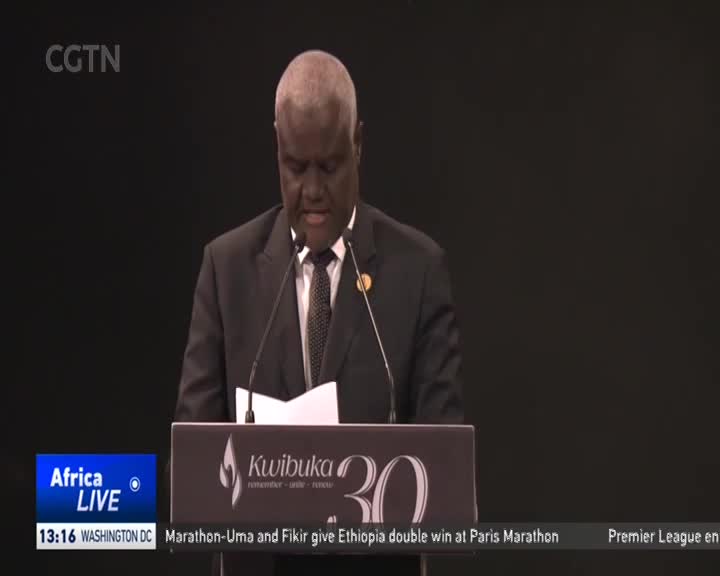 CGTN
Kwibuka
remember - unite - renew
30
Africa
LIVE
13:16 WASHINGTON DC
Marathon-Uma and Fikir give Ethiopia double win at Paris Marathon
Premier League en